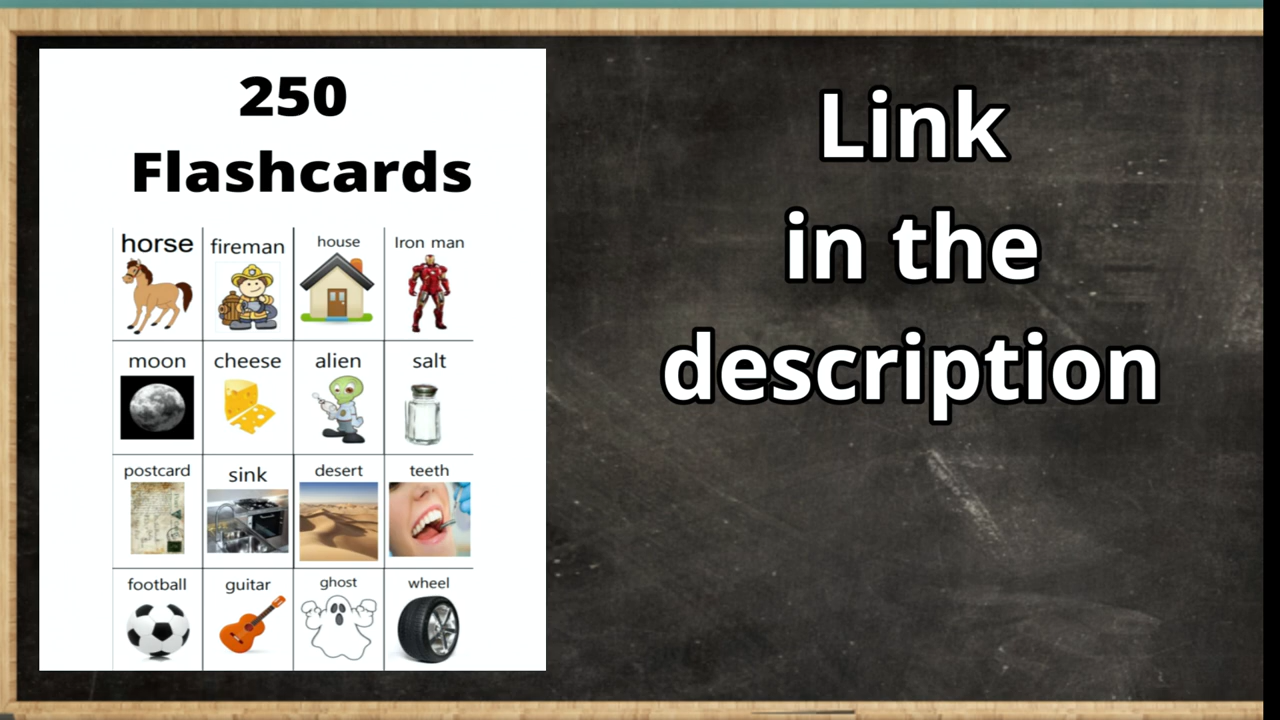 250
Flashcards
horse fireman house Iron man
moon cheese alien salt
postcard sink desert teeth
football guitar ghost wheel
Link
in the
description